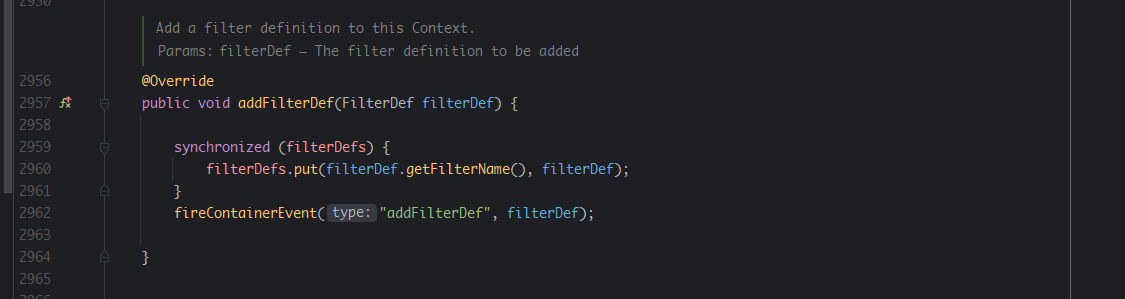 2950
Add a filter definition to this Context.
Params: filterDef – The filter definition to be added
2956 @Override
2957 public void addFilterDef(FilterDef filterDef) {
2958
2959 synchronized (filterDefs) {
2960 filterDefs.put(filterDef.getFilterName(), filterDef);
2961 }
2962 fireContainerEvent( type: "addFilterDef", filterDef);
2963
2964 }
2965
2966